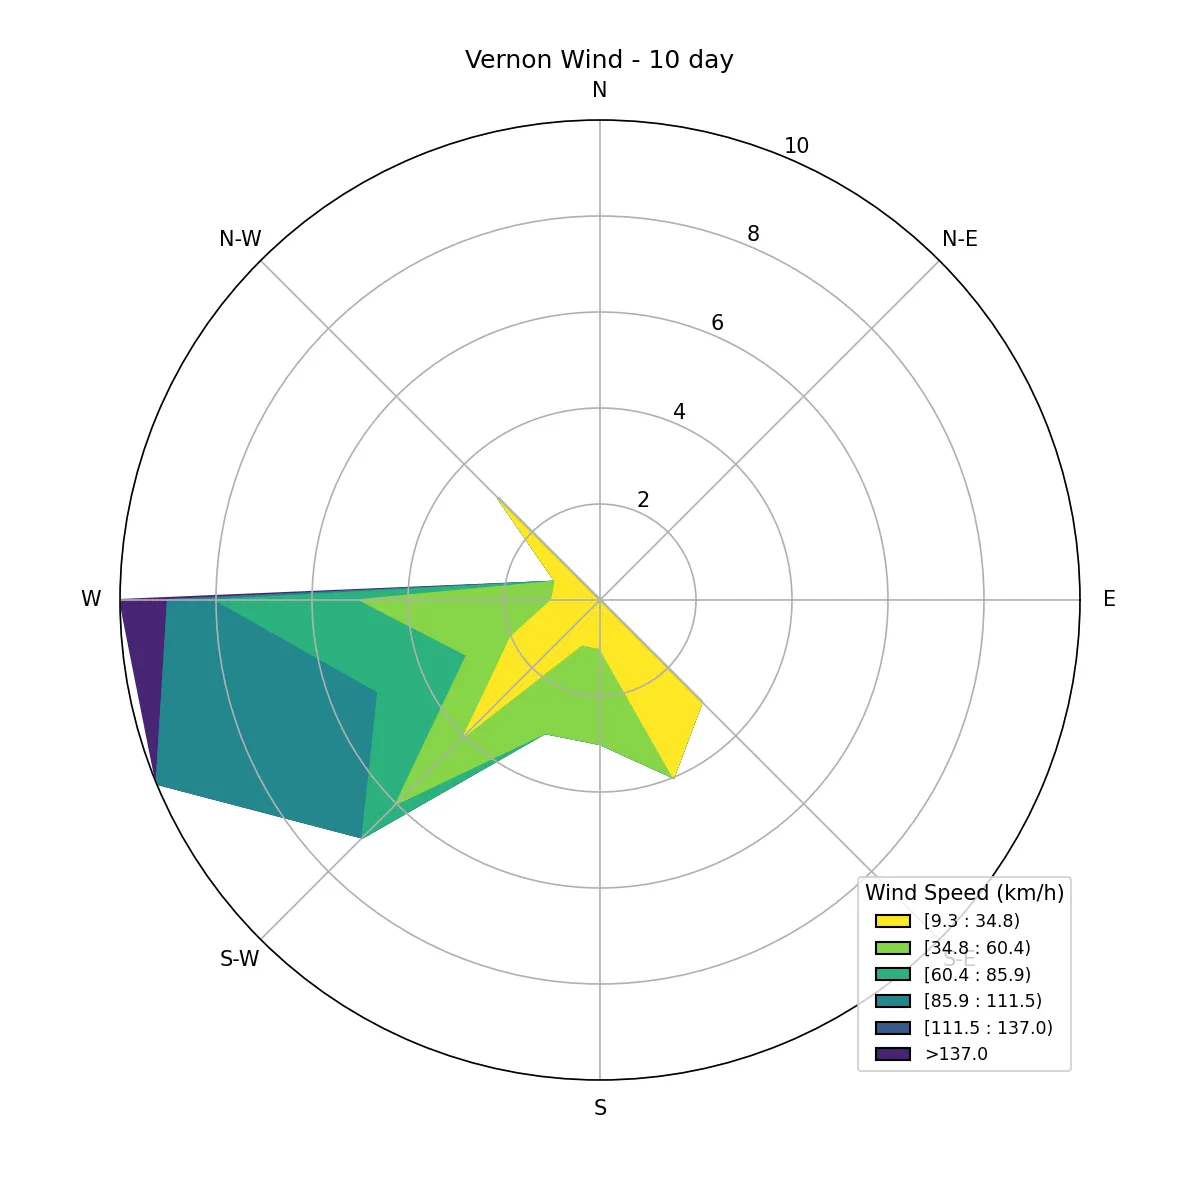 Vernon Wind - 10 day
N
10
N-W
N-E
8
6
4
2
W
E
Wind Speed (km/h)
[9.3 : 34.8)
[34.8 : 60.4)
S-W
S-E
[60.4 : 85.9)
[85.9 : 111.5)
[111.5 : 137.0)
>137.0
S